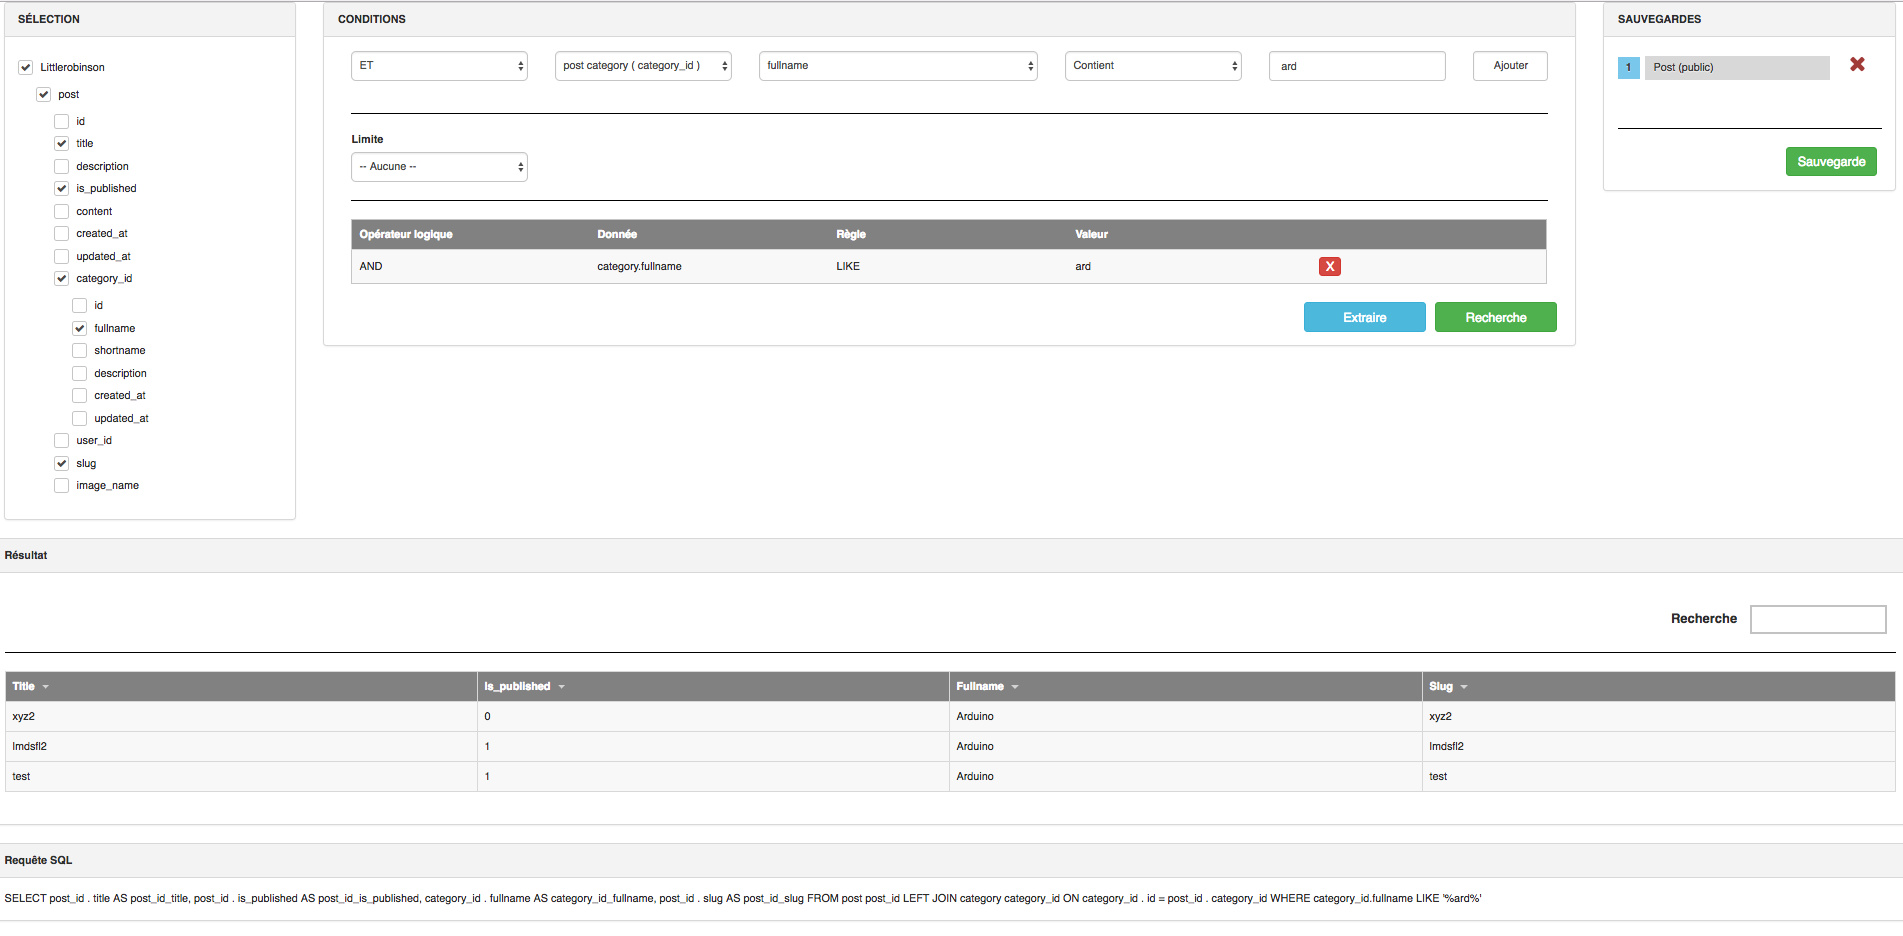 SÉLECTION
Littlerobinson
post
id
title
description
is_published
content
created_at
updated_at
category_id
id
fullname
shortname
description
created_at
updated_at
user_id
slug
image_name
CONDITIONS
ET post category ( category_id ) fullname Contient ard Ajouter
Limite
-- Aucune --
Opérateur logique Donnée Règle Valeur
AND category.fullname LIKE ard X
Extraire Recherche
SAUVEGARDES
1 Post (public)
Sauvegarde
Résultat
Recherche
Title Is_published Fullname Slug
xyz2 0 Arduino xyz2
lmdsfl2 1 Arduino lmdsfl2
test 1 Arduino test
Requête SQL
SELECT post_id . title AS post_id_title, post_id . is_published AS post_id_is_published, category_id . fullname AS category_id_fullname, post_id . slug AS post_id_slug FROM post post_id LEFT JOIN category category_id ON category_id . id = post_id . category_id WHERE category_id.fullname LIKE '%ard%'